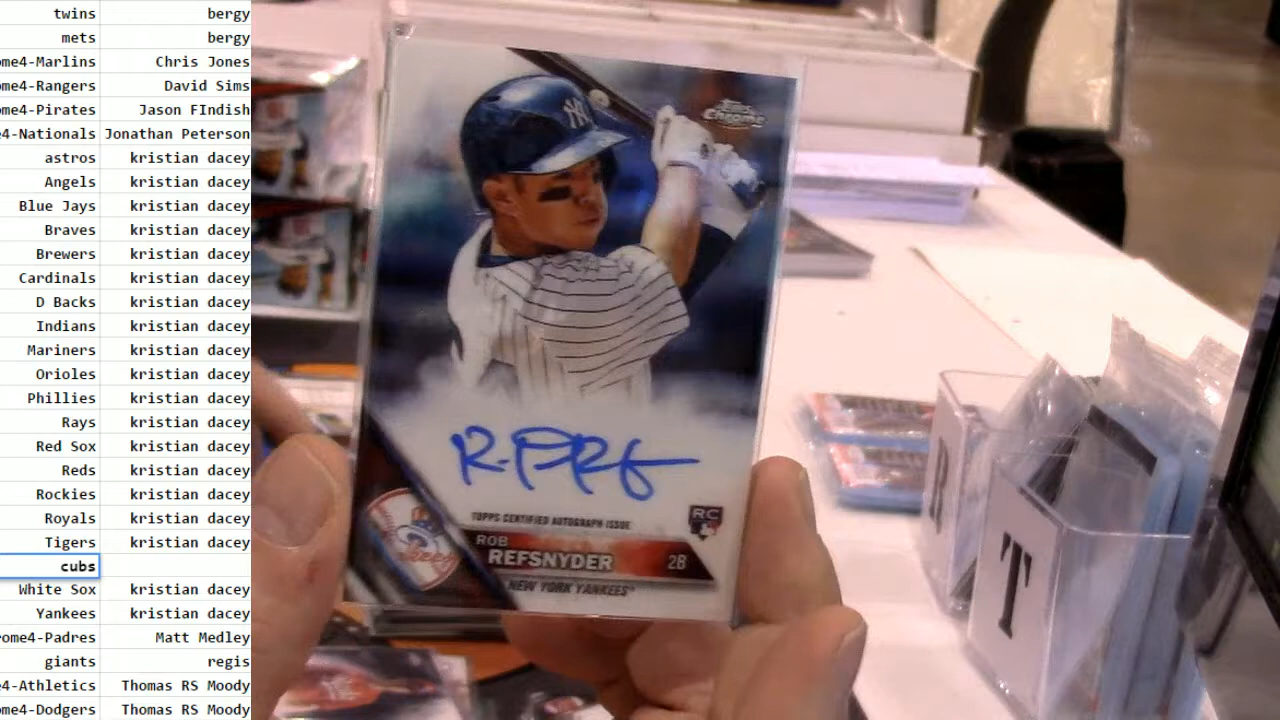 twins bergy
mets bergy
ome4-Marlins Chris Jones
ome4-Rangers David Sims
ome4-Pirates Jason FIndish
e4-Nationals Jonathan Peterson
astros kristian dacey
Angels kristian dacey
Blue Jays kristian dacey
Braves kristian dacey
Brewers kristian dacey
Cardinals kristian dacey
D Backs kristian dacey
Indians kristian dacey
Mariners kristian dacey
Orioles kristian dacey
Phillies kristian dacey
Rays kristian dacey
Red Sox kristian dacey
Reds kristian dacey
Rockies kristian dacey
Royals kristian dacey
Tigers kristian dacey
cubs
White Sox kristian dacey
Yankees kristian dacey
rome4-Padres Matt Medley
giants regis
e4-Athletics Thomas RS Moody
ome4-Dodgers Thomas RS Moody
NY
Topps
Chrome
TOPPS CERTIFIED AUTOGRAPH ISSUE
RC
ROB
REFSNYDER 2B
NEW YORK YANKEES
T